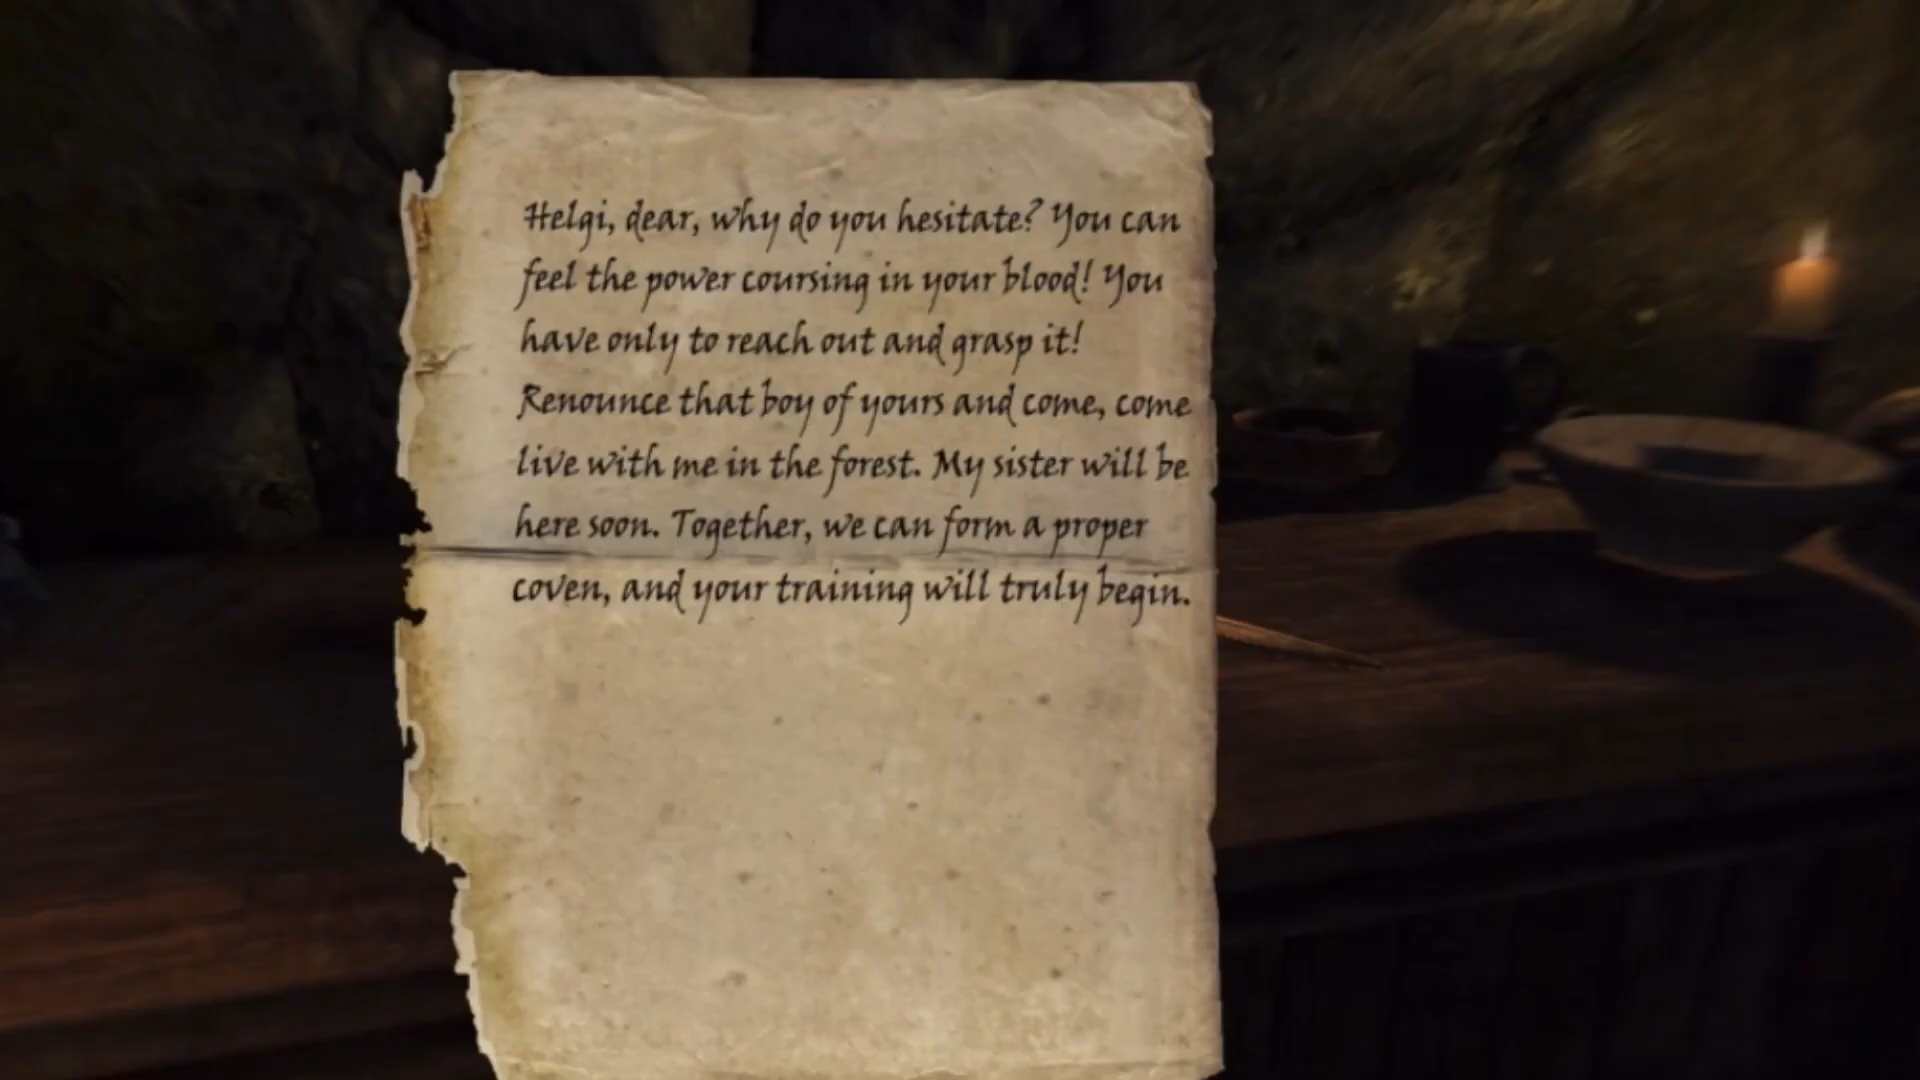 Helgi, dear, why do you hesitate? You can
feel the power coursing in your blood! You
have only to reach out and grasp it!
Renounce that boy of yours and come, come
live with me in the forest. My sister will be
here soon. Together, we can form a proper
coven, and your training will truly begin.